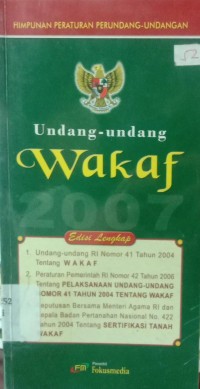 HIMPUNAN PERATURAN PERUNDANG-UNDANGAN
52
Undang-undang
Wakaf
2007
Edisi Lengkap
1. Undang-undang RI Nomor 41 Tahun 2004
Tentang WAKAF
2. Peraturan Pemerintah RI Nomor 42 Tahun 2006
Tentang PELAKSANAAN UNDANG-UNDANG
NOMOR 41 TAHUN 2004 TENTANG WAKAF
Keputusan Bersama Menteri Agama RI dan
Kepala Badan Pertanahan Nasional No. 422
Tahun 2004 Tentang SERTIFIKASI TANAH
WAKAF
Penerbit
Fokusmedia